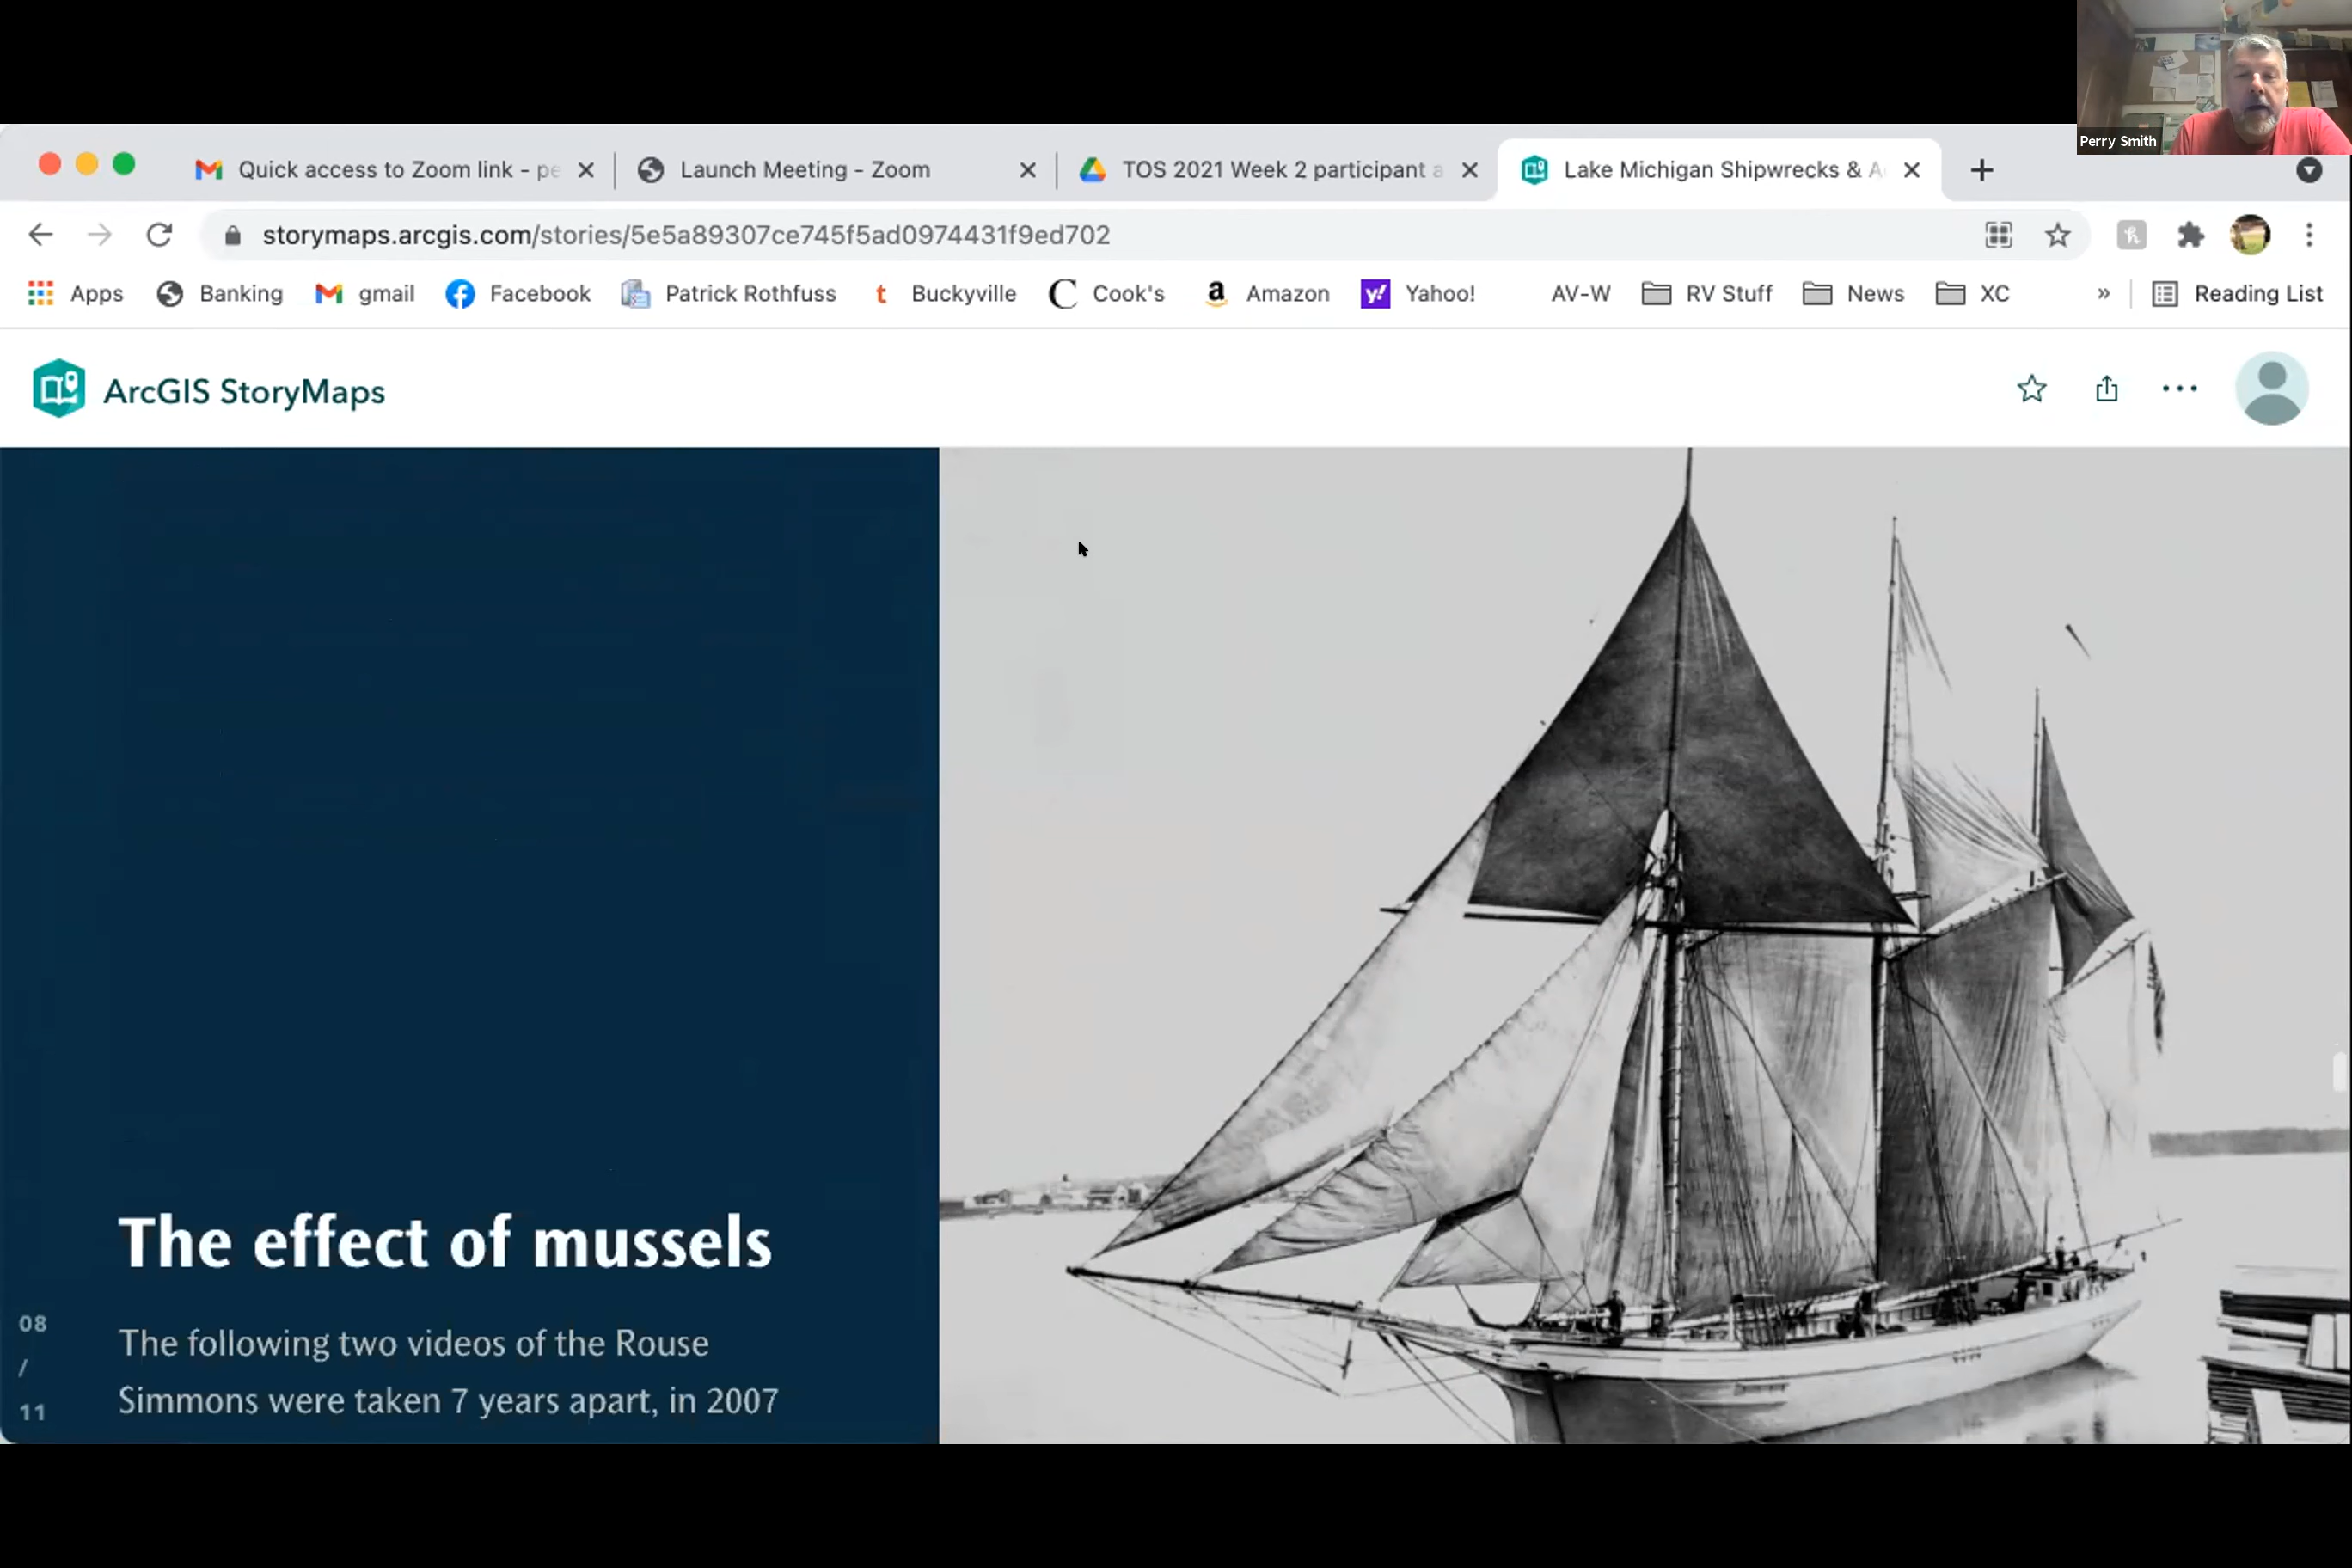 Perry Smith
Quick access to Zoom link - pe
Launch Meeting - Zoom
TOS 2021 Week 2 participant a
Lake Michigan Shipwrecks & A
storymaps.arcgis.com/stories/5e5a89307ce745f5ad0974431f9ed702
Apps Banking gmail Facebook Patrick Rothfuss Buckyville Cook's Amazon Yahoo! AV-W RV Stuff News XC » Reading List
ArcGIS StoryMaps
The effect of mussels
The following two videos of the Rouse
Simmons were taken 7 years apart, in 2007
08
/
11